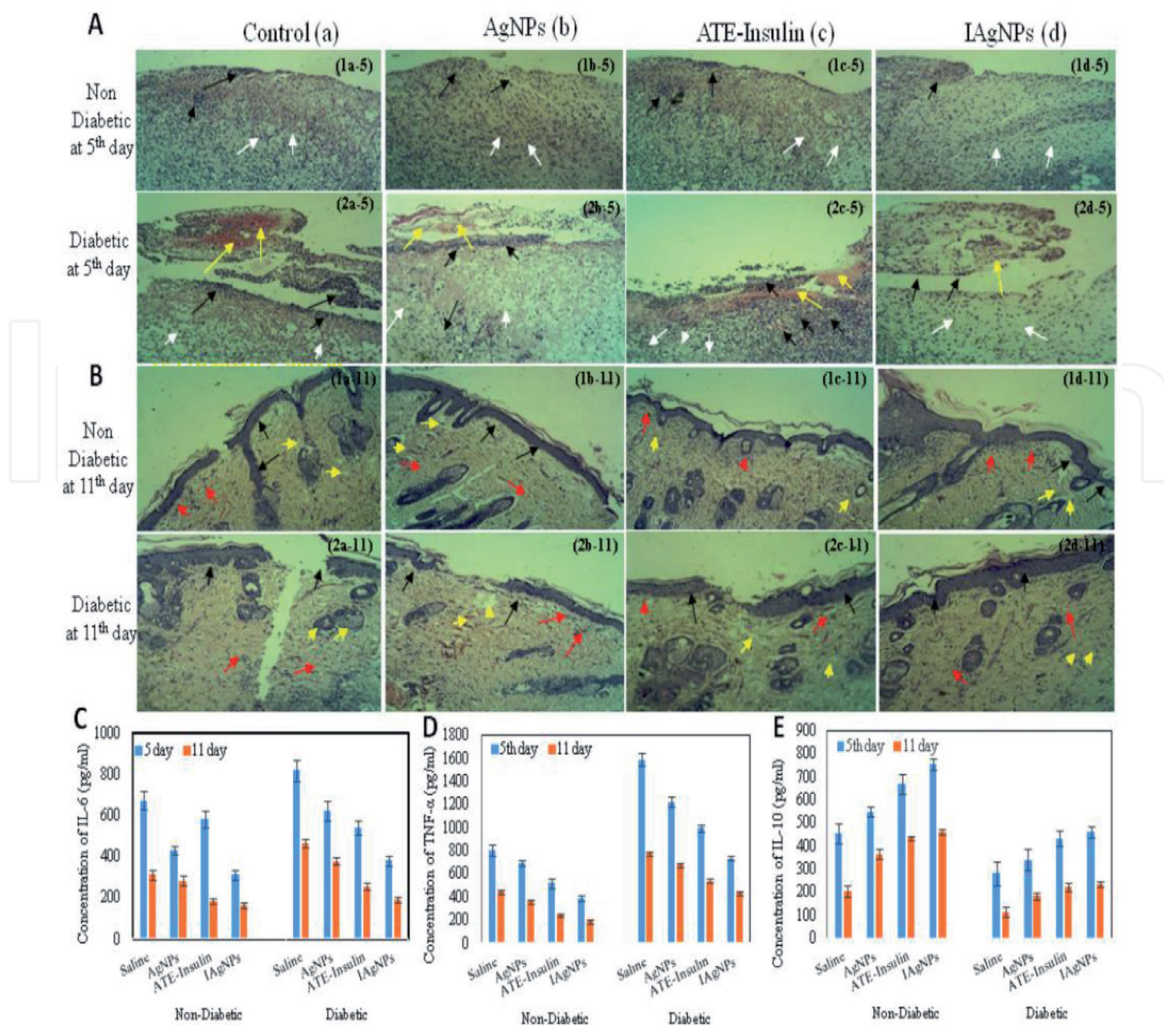 A
Control (a)
AgNPs (b)
ATE-Insulin (c)
IAgNPs (d)
Non
Diabetic
at 5th day
(1a-5)
(1b-5)
(1c-5)
(1d-5)
Diabetic
at 5th day
(2a-5)
(2b-5)
(2c-5)
(2d-5)
B
Non
Diabetic
at 11th day
(1a-11)
(1b-11)
(1c-11)
(1d-11)
Diabetic
at 11th day
(2a-11)
(2b-11)
(2c-11)
(2d-11)
C
Concentration of IL-6 (pg/ml)
1000
800
600
400
200
0
5 day
11 day
Saline
AgNPs
ATE-Insulin
IAgNPs
Saline
AgNPs
ATE-Insulin
IAgNPs
Non-Diabetic
Diabetic
D
Concentration of TNF-α (pg/ml)
1800
1600
1400
1200
1000
800
600
400
200
0
5th day
11 day
Saline
AgNPs
ATE-Insulin
IAgNPs
Saline
AgNPs
ATE-Insulin
IAgNPs
Non-Diabetic
Diabetic
E
Concentration of IL-10 (pg/ml)
900
800
700
600
500
400
300
200
100
0
5th day
11 day
Saline
AgNPs
ATE-Insulin
IAgNPs
Saline
AgNPs
ATE-Insulin
IAgNPs
Non-Diabetic
Diabetic